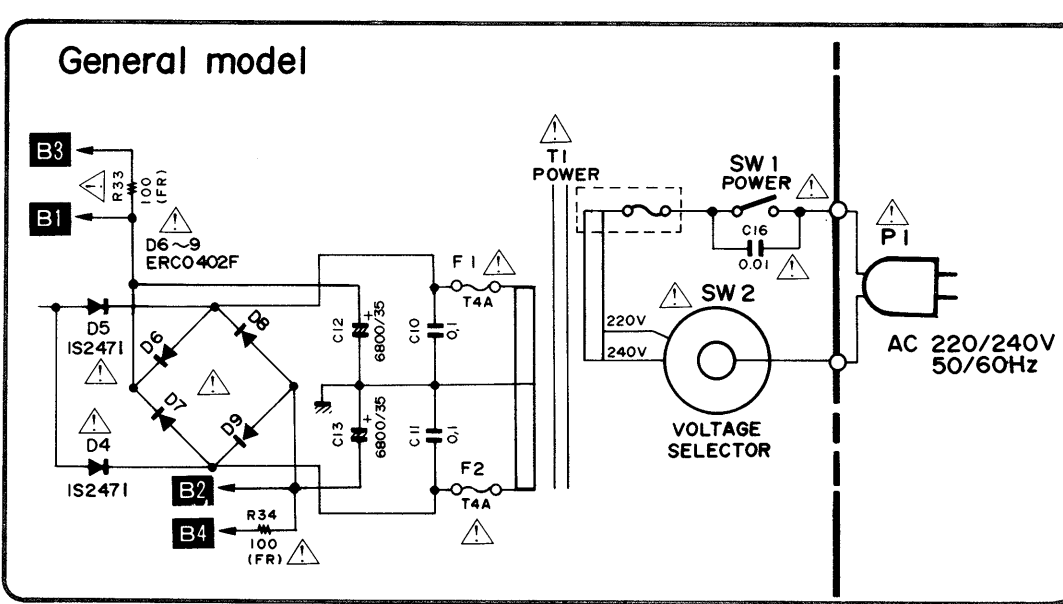 General model
B3
R33
100
(FR)
B1
D6~9
ERC0402F
D5
1S2471
D6
D8
D7
D9
D4
1S2471
B2
B4
R34
100
(FR)
C12
6800/35
+
C10
0,1
C13
6800/35
+
C11
0,1
F1
T4A
F2
T4A
T1
POWER
SW1
POWER
C16
0.01
P1
SW2
220V
240V
VOLTAGE
SELECTOR
AC 220/240V
50/60Hz
!
!
!
!
!
!
!
!
!
!
!
!
!